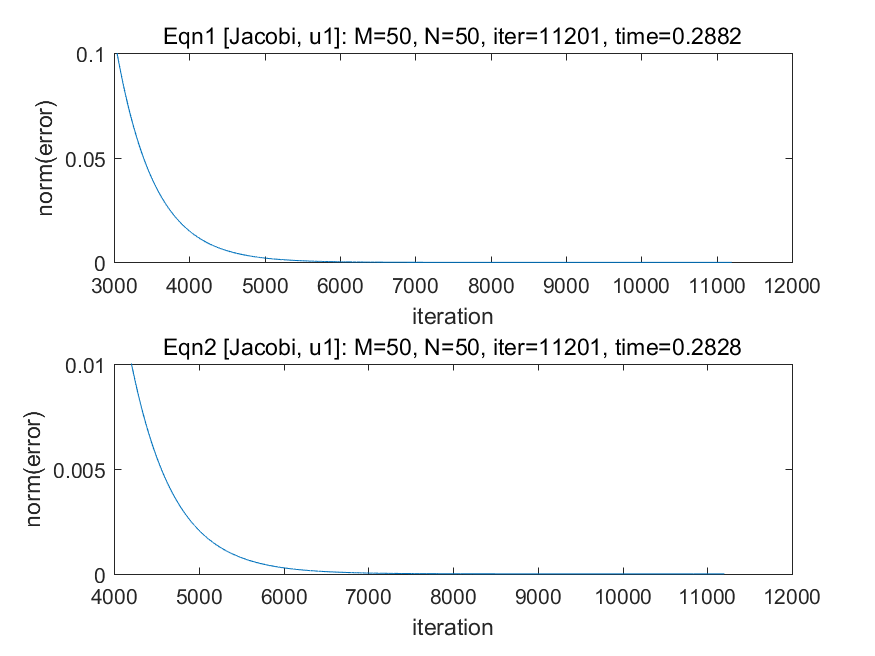 Eqn1 [Jacobi, u1]: M=50, N=50, iter=11201, time=0.2882
0.1
0.05
0
norm(error)
3000 4000 5000 6000 7000 8000 9000 10000 11000 12000
iteration
Eqn2 [Jacobi, u1]: M=50, N=50, iter=11201, time=0.2828
0.01
0.005
0
norm(error)
4000 5000 6000 7000 8000 9000 10000 11000 12000
iteration